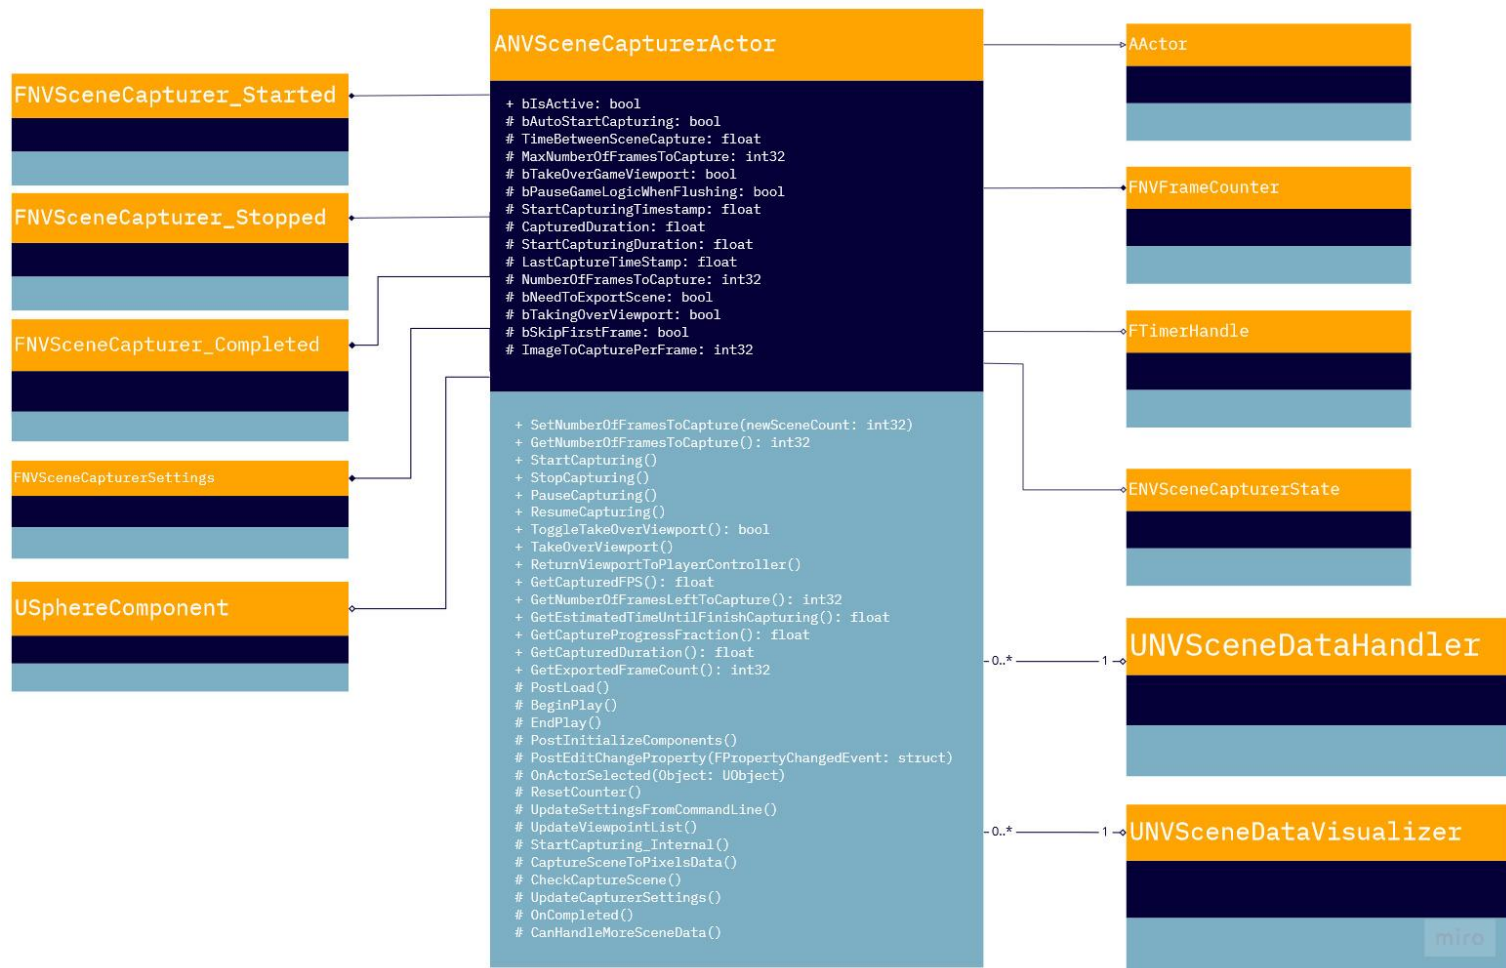 ANVSceneCapturerActor
+ bIsActive: bool
# bAutoStartCapturing: bool
# TimeBetweenSceneCapture: float
# MaxNumberOfFramesToCapture: int32
# bTakeOverGameViewport: bool
# bPauseGameLogicWhenFlushing: bool
# StartCapturingTimestamp: float
# CapturedDuration: float
# StartCapturingDuration: float
# LastCaptureTimeStamp: float
# NumberOfFramesToCapture: int32
# bNeedToExportScene: bool
# bTakingOverViewport: bool
# bSkipFirstFrame: bool
# ImageToCapturePerFrame: int32
+ SetNumberOfFramesToCapture(newSceneCount: int32)
+ GetNumberOfFramesToCapture(): int32
+ StartCapturing()
+ StopCapturing()
+ PauseCapturing()
+ ResumeCapturing()
+ ToggleTakeOverViewport(): bool
+ TakeOverViewport()
+ ReturnViewportToPlayerController()
+ GetCapturedFPS(): float
+ GetNumberOfFramesLeftToCapture(): int32
+ GetEstimatedTimeUntilFinishCapturing(): float
+ GetCaptureProgressFraction(): float
+ GetCapturedDuration(): float
+ GetExportedFrameCount(): int32
# PostLoad()
# BeginPlay()
# EndPlay()
# PostInitializeComponents()
# PostEditChangeProperty(FPropertyChangedEvent: struct)
# OnActorSelected(Object: UObject)
# ResetCounter()
# UpdateSettingsFromCommandLine()
# UpdateViewpointList()
# StartCapturing_Internal()
# CaptureSceneToPixelsData()
# CheckCaptureScene()
# UpdateCapturerSettings()
# OnCompleted()
# CanHandleMoreSceneData()
FNVSceneCapturer_Started
FNVSceneCapturer_Stopped
FNVSceneCapturer_Completed
FNVSceneCapturerSettings
USphereComponent
AActor
FNVFrameCounter
FTimerHandle
ENVSceneCapturerState
0..* 1
UNVSceneDataHandler
0..* 1
UNVSceneDataVisualizer
miro